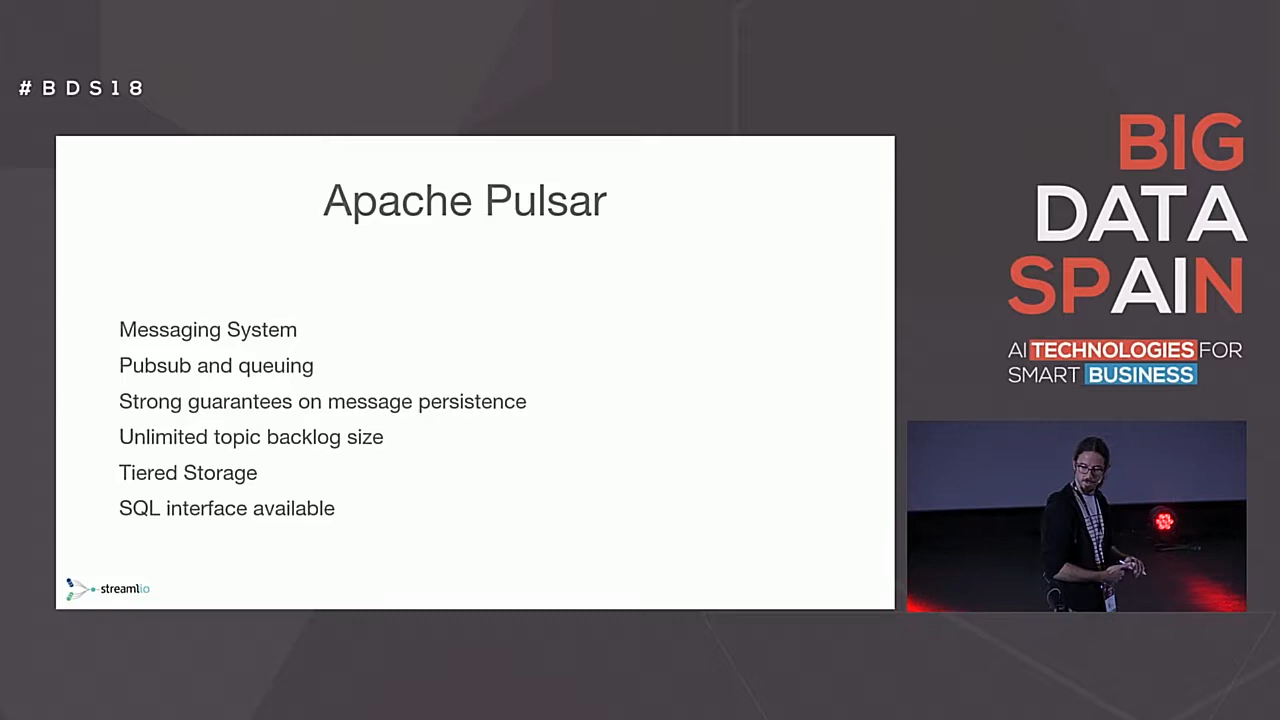 #BDS18
Apache Pulsar
Messaging System
Pubsub and queuing
Strong guarantees on message persistence
Unlimited topic backlog size
Tiered Storage
SQL interface available
streamlio
BIG
DATA
SPAIN
AI TECHNOLOGIES FOR
SMART BUSINESS